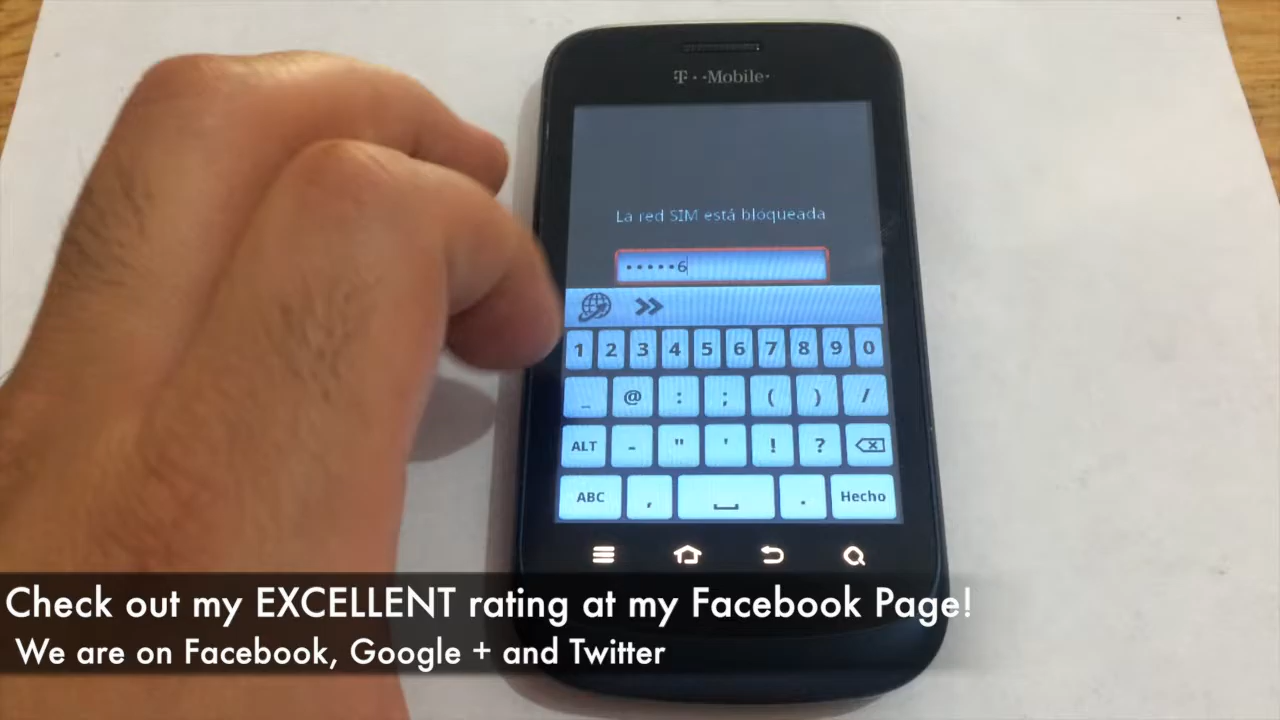 T··Mobile·
La red SIM está bloqueada
•••••6
1 2 3 4 5 6 7 8 9 0
_ @ : ; ( ) /
ALT - " ' ! ?
ABC , . Hecho
Check out my EXCELLENT rating at my Facebook Page!
We are on Facebook, Google + and Twitter